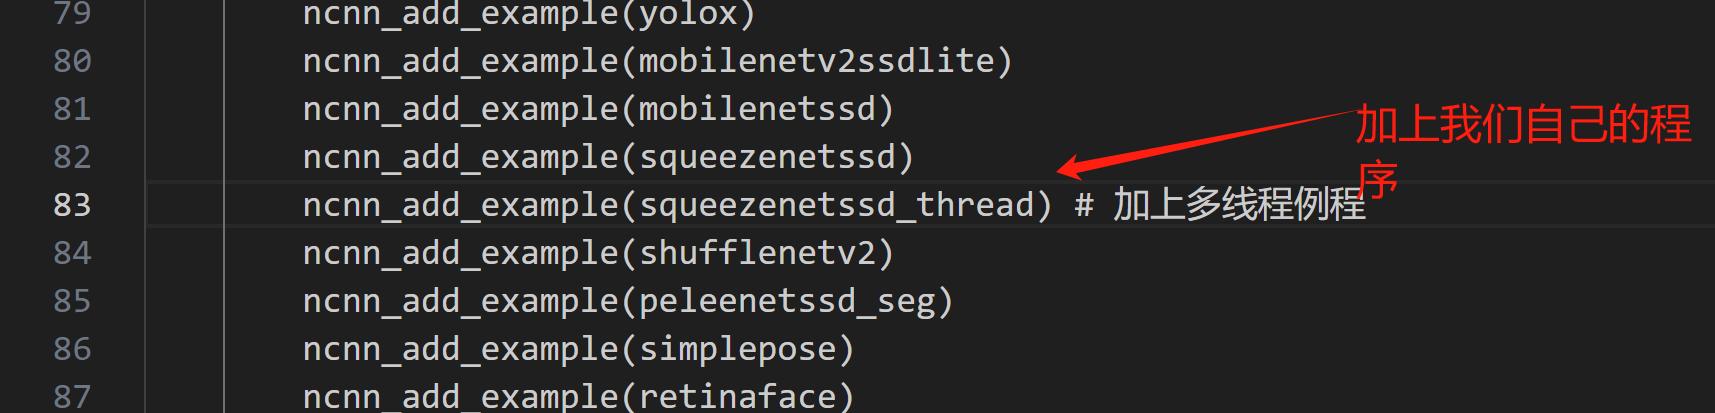 79 ncnn_add_example(yolox)
80 ncnn_add_example(mobilenetv2ssdlite)
81 ncnn_add_example(mobilenetssd)
82 ncnn_add_example(squeezenetssd)
83 ncnn_add_example(squeezenetssd_thread) # 加上多线程例程
84 ncnn_add_example(shufflenetv2)
85 ncnn_add_example(peleenetssd_seg)
86 ncnn_add_example(simplepose)
87 ncnn_add_example(retinaface)
加上我们自己的程
序